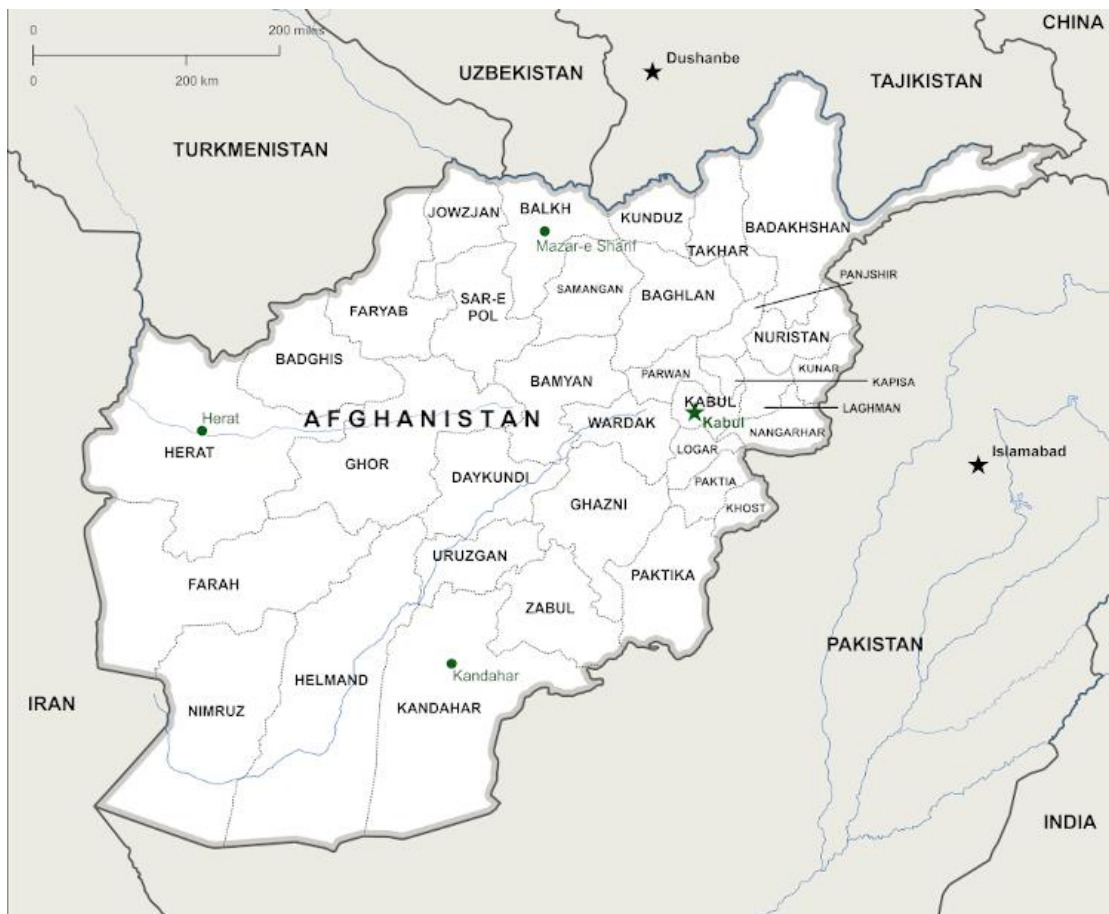 0
200 miles
0
200 km
CHINA
UZBEKISTAN
Dushanbe
TAJIKISTAN
TURKMENISTAN
JOWZJAN
BALKH
KUNDUZ
Mazar-e Sharif
TAKHAR
BADAKHSHAN
PANJSHIR
SAMANGAN
BAGHLAN
SAR-E
POL
FARYAB
NURISTAN
BADGHIS
BAMYAN
PARWAN
KUNAR
KAPISA
KABUL
LAGHMAN
Herat
AFGHANISTAN
WARDAK
Kabul
NANGARHAR
HERAT
GHOR
LOGAR
Islamabad
DAYKUNDI
PAKTIA
GHAZNI
KHOST
URUZGAN
FARAH
PAKTIKA
ZABUL
PAKISTAN
Kandahar
HELMAND
IRAN
NIMRUZ
KANDAHAR
INDIA